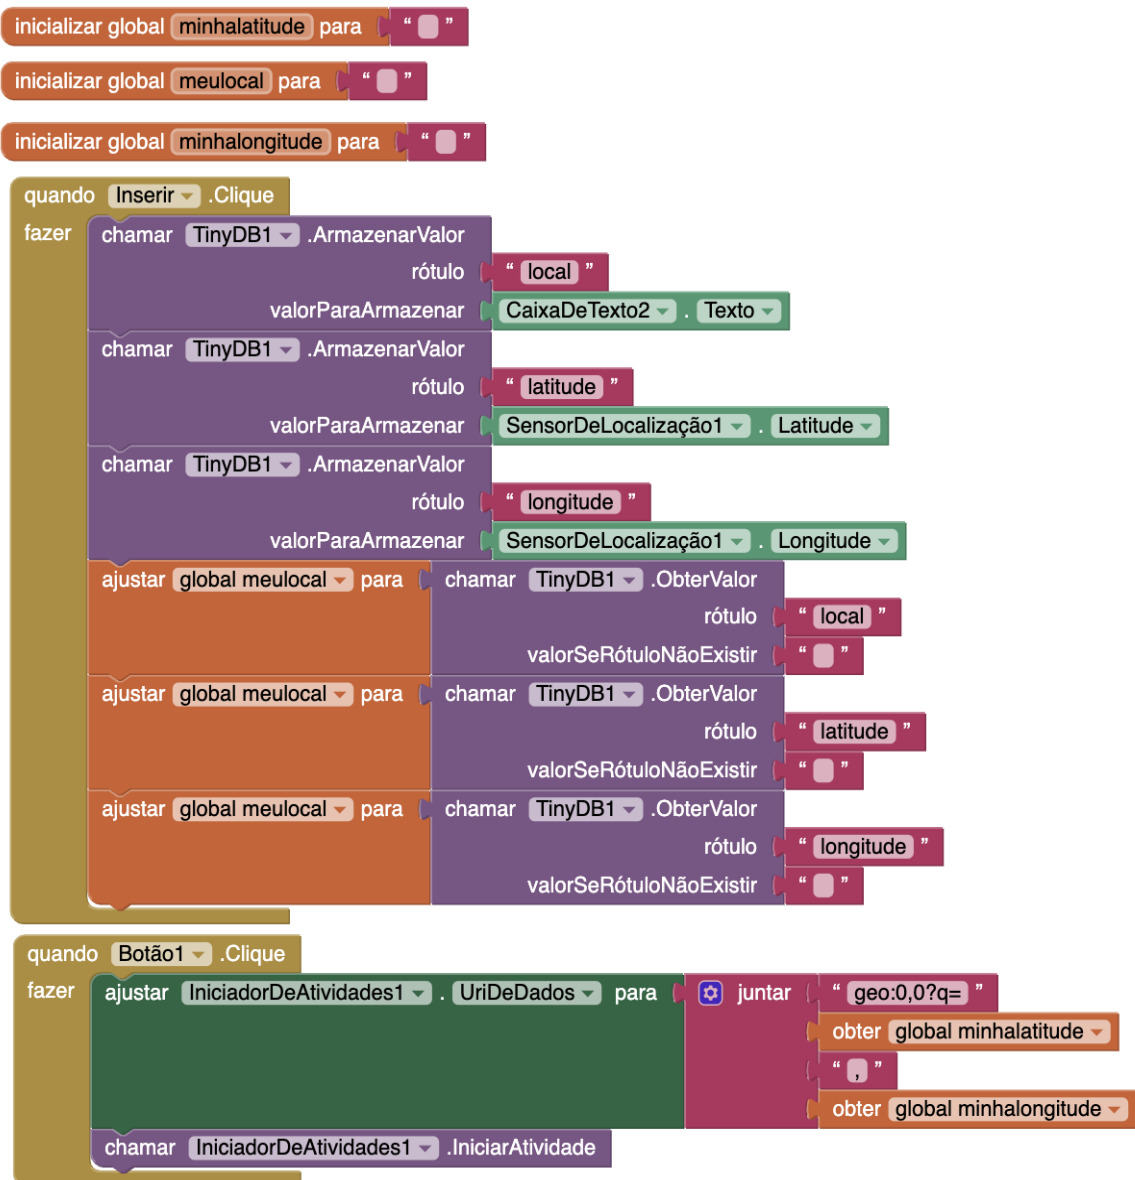 inicializar global minhalatitude para " "
inicializar global meulocal para " "
inicializar global minhalongitude para " "
quando Inserir .Clique
fazer chamar TinyDB1 .ArmazenarValor
rótulo " local "
valorParaArmazenar CaixaDeTexto2 . Texto
chamar TinyDB1 .ArmazenarValor
rótulo " latitude "
valorParaArmazenar SensorDeLocalização1 . Latitude
chamar TinyDB1 .ArmazenarValor
rótulo " longitude "
valorParaArmazenar SensorDeLocalização1 . Longitude
ajustar global meulocal para chamar TinyDB1 .ObterValor
rótulo " local "
valorSeRótuloNãoExistir " "
ajustar global meulocal para chamar TinyDB1 .ObterValor
rótulo " latitude "
valorSeRótuloNãoExistir " "
ajustar global meulocal para chamar TinyDB1 .ObterValor
rótulo " longitude "
valorSeRótuloNãoExistir " "
quando Botão1 .Clique
fazer ajustar IniciadorDeAtividades1 . UriDeDados para juntar " geo:0,0?q= "
obter global minhalatitude
" , "
obter global minhalongitude
chamar IniciadorDeAtividades1 .IniciarAtividade